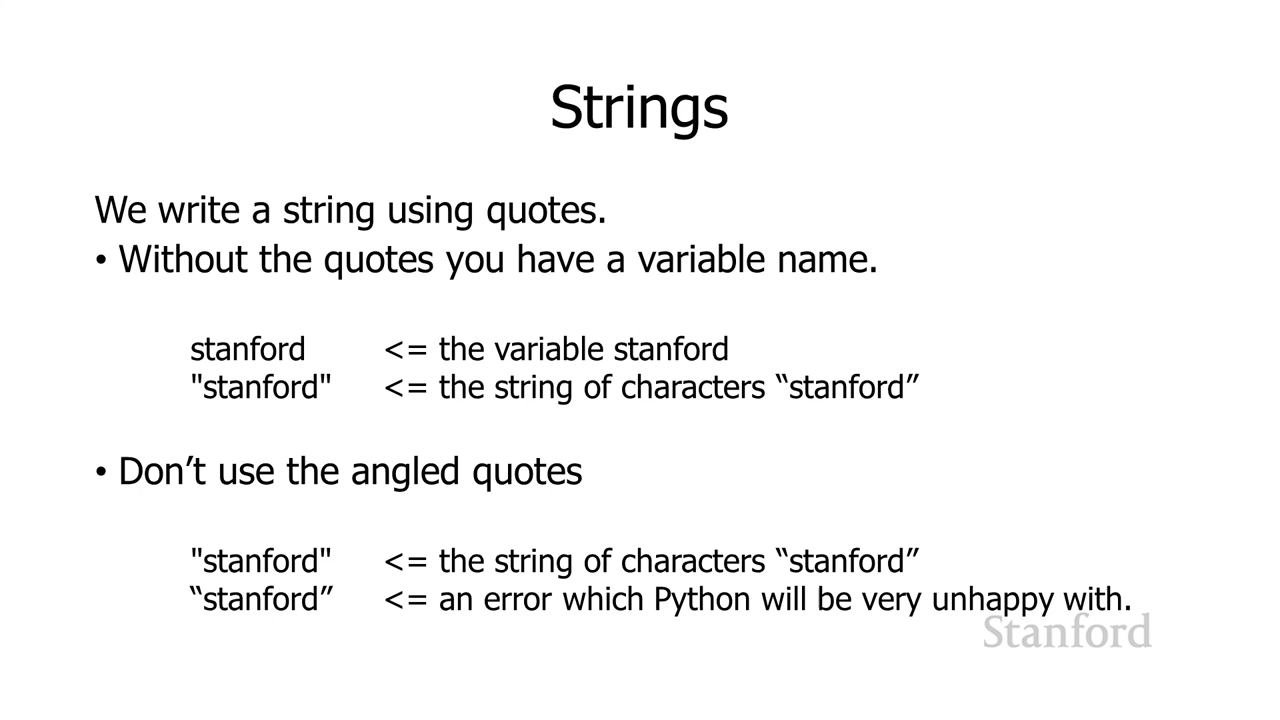 Strings
We write a string using quotes.
• Without the quotes you have a variable name.
stanford <= the variable stanford
"stanford" <= the string of characters “stanford”
• Don’t use the angled quotes
"stanford" <= the string of characters “stanford”
“stanford” <= an error which Python will be very unhappy with.
Stanford